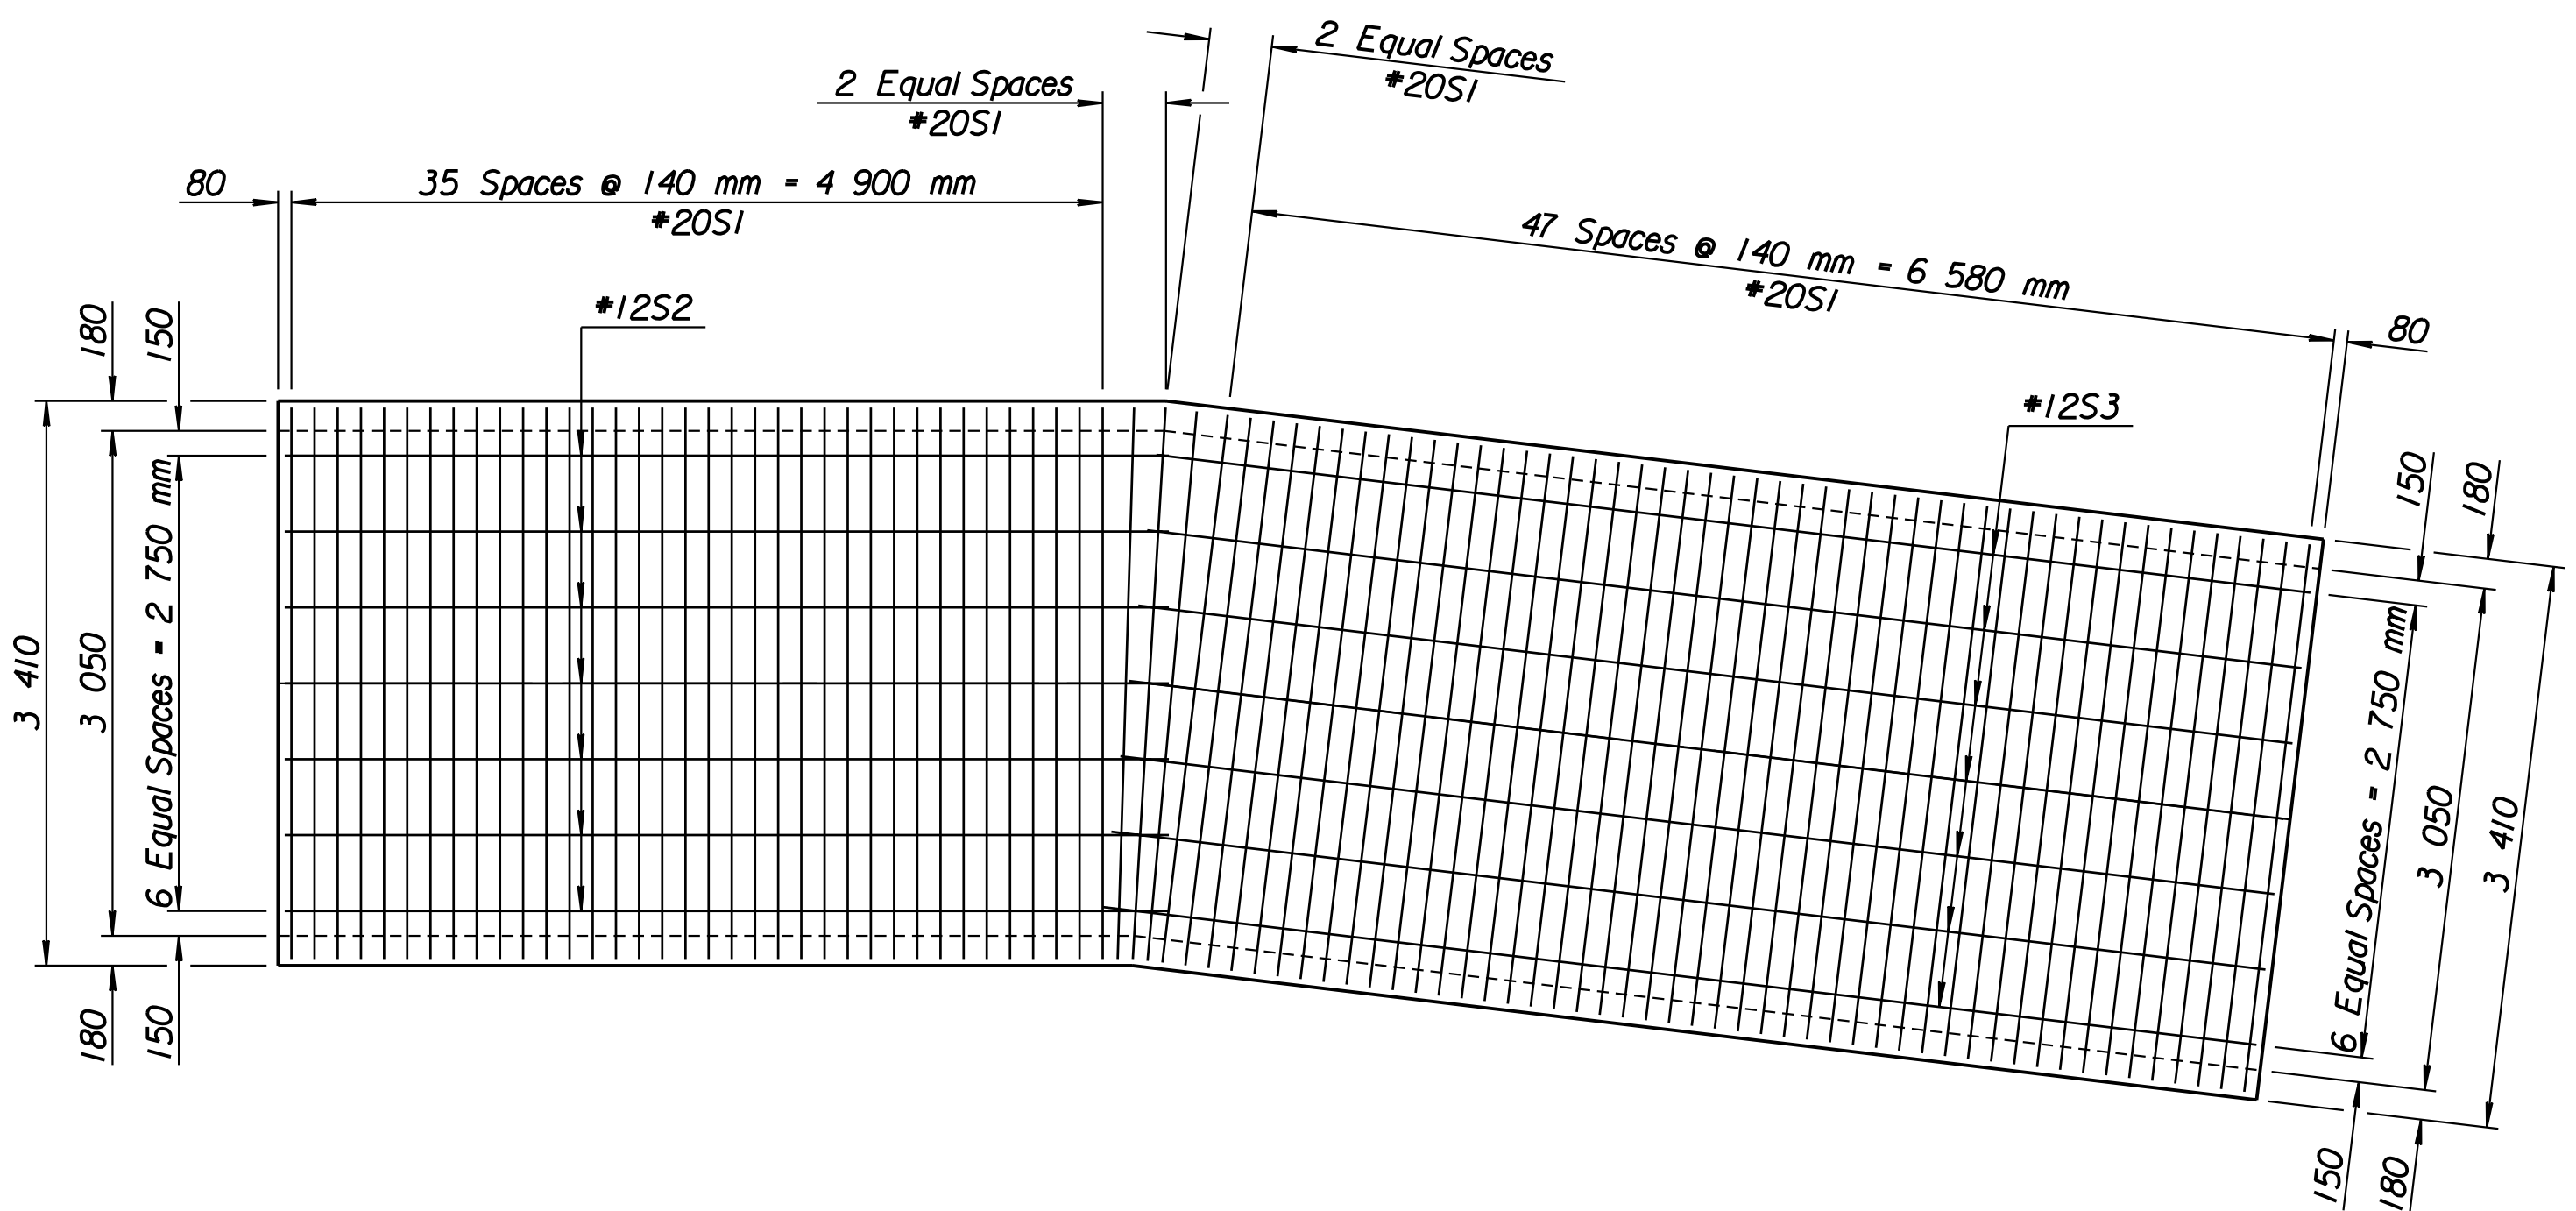 2 Equal Spaces
#20S1
2 Equal Spaces
#20S1
80
35 Spaces @ 140 mm = 4 900 mm
#20S1
47 Spaces @ 140 mm = 6 580 mm
#20S1
80
#12S2
#12S3
180
150
3 410
3 050
6 Equal Spaces = 2 750 mm
180
150
150
180
6 Equal Spaces = 2 750 mm
3 050
3 410
150
180